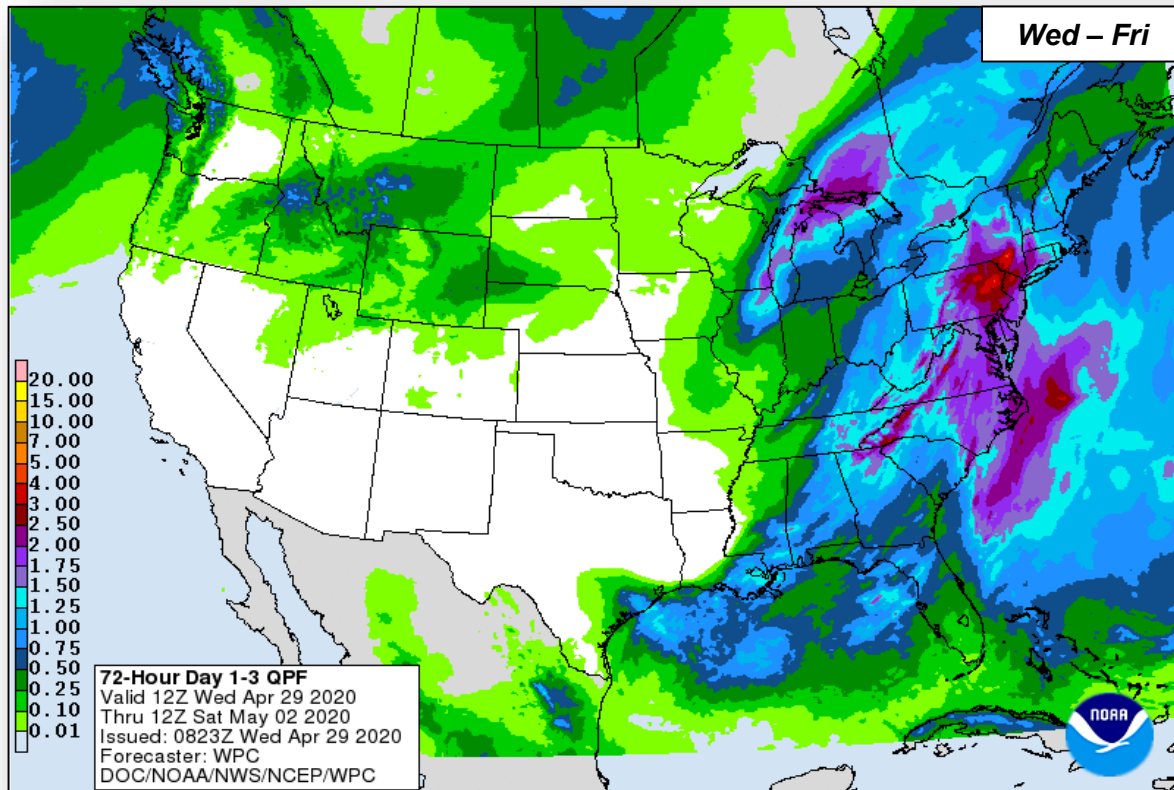 Wed – Fri
20.00
15.00
10.00
7.00
5.00
4.00
3.00
2.50
2.00
1.75
1.50
1.25
1.00
0.75
0.50
0.25
0.10
0.01
72-Hour Day 1-3 QPF
Valid 12Z Wed Apr 29 2020
Thru 12Z Sat May 02 2020
Issued: 0823Z Wed Apr 29 2020
Forecaster: WPC
DOC/NOAA/NWS/NCEP/WPC
NOAA